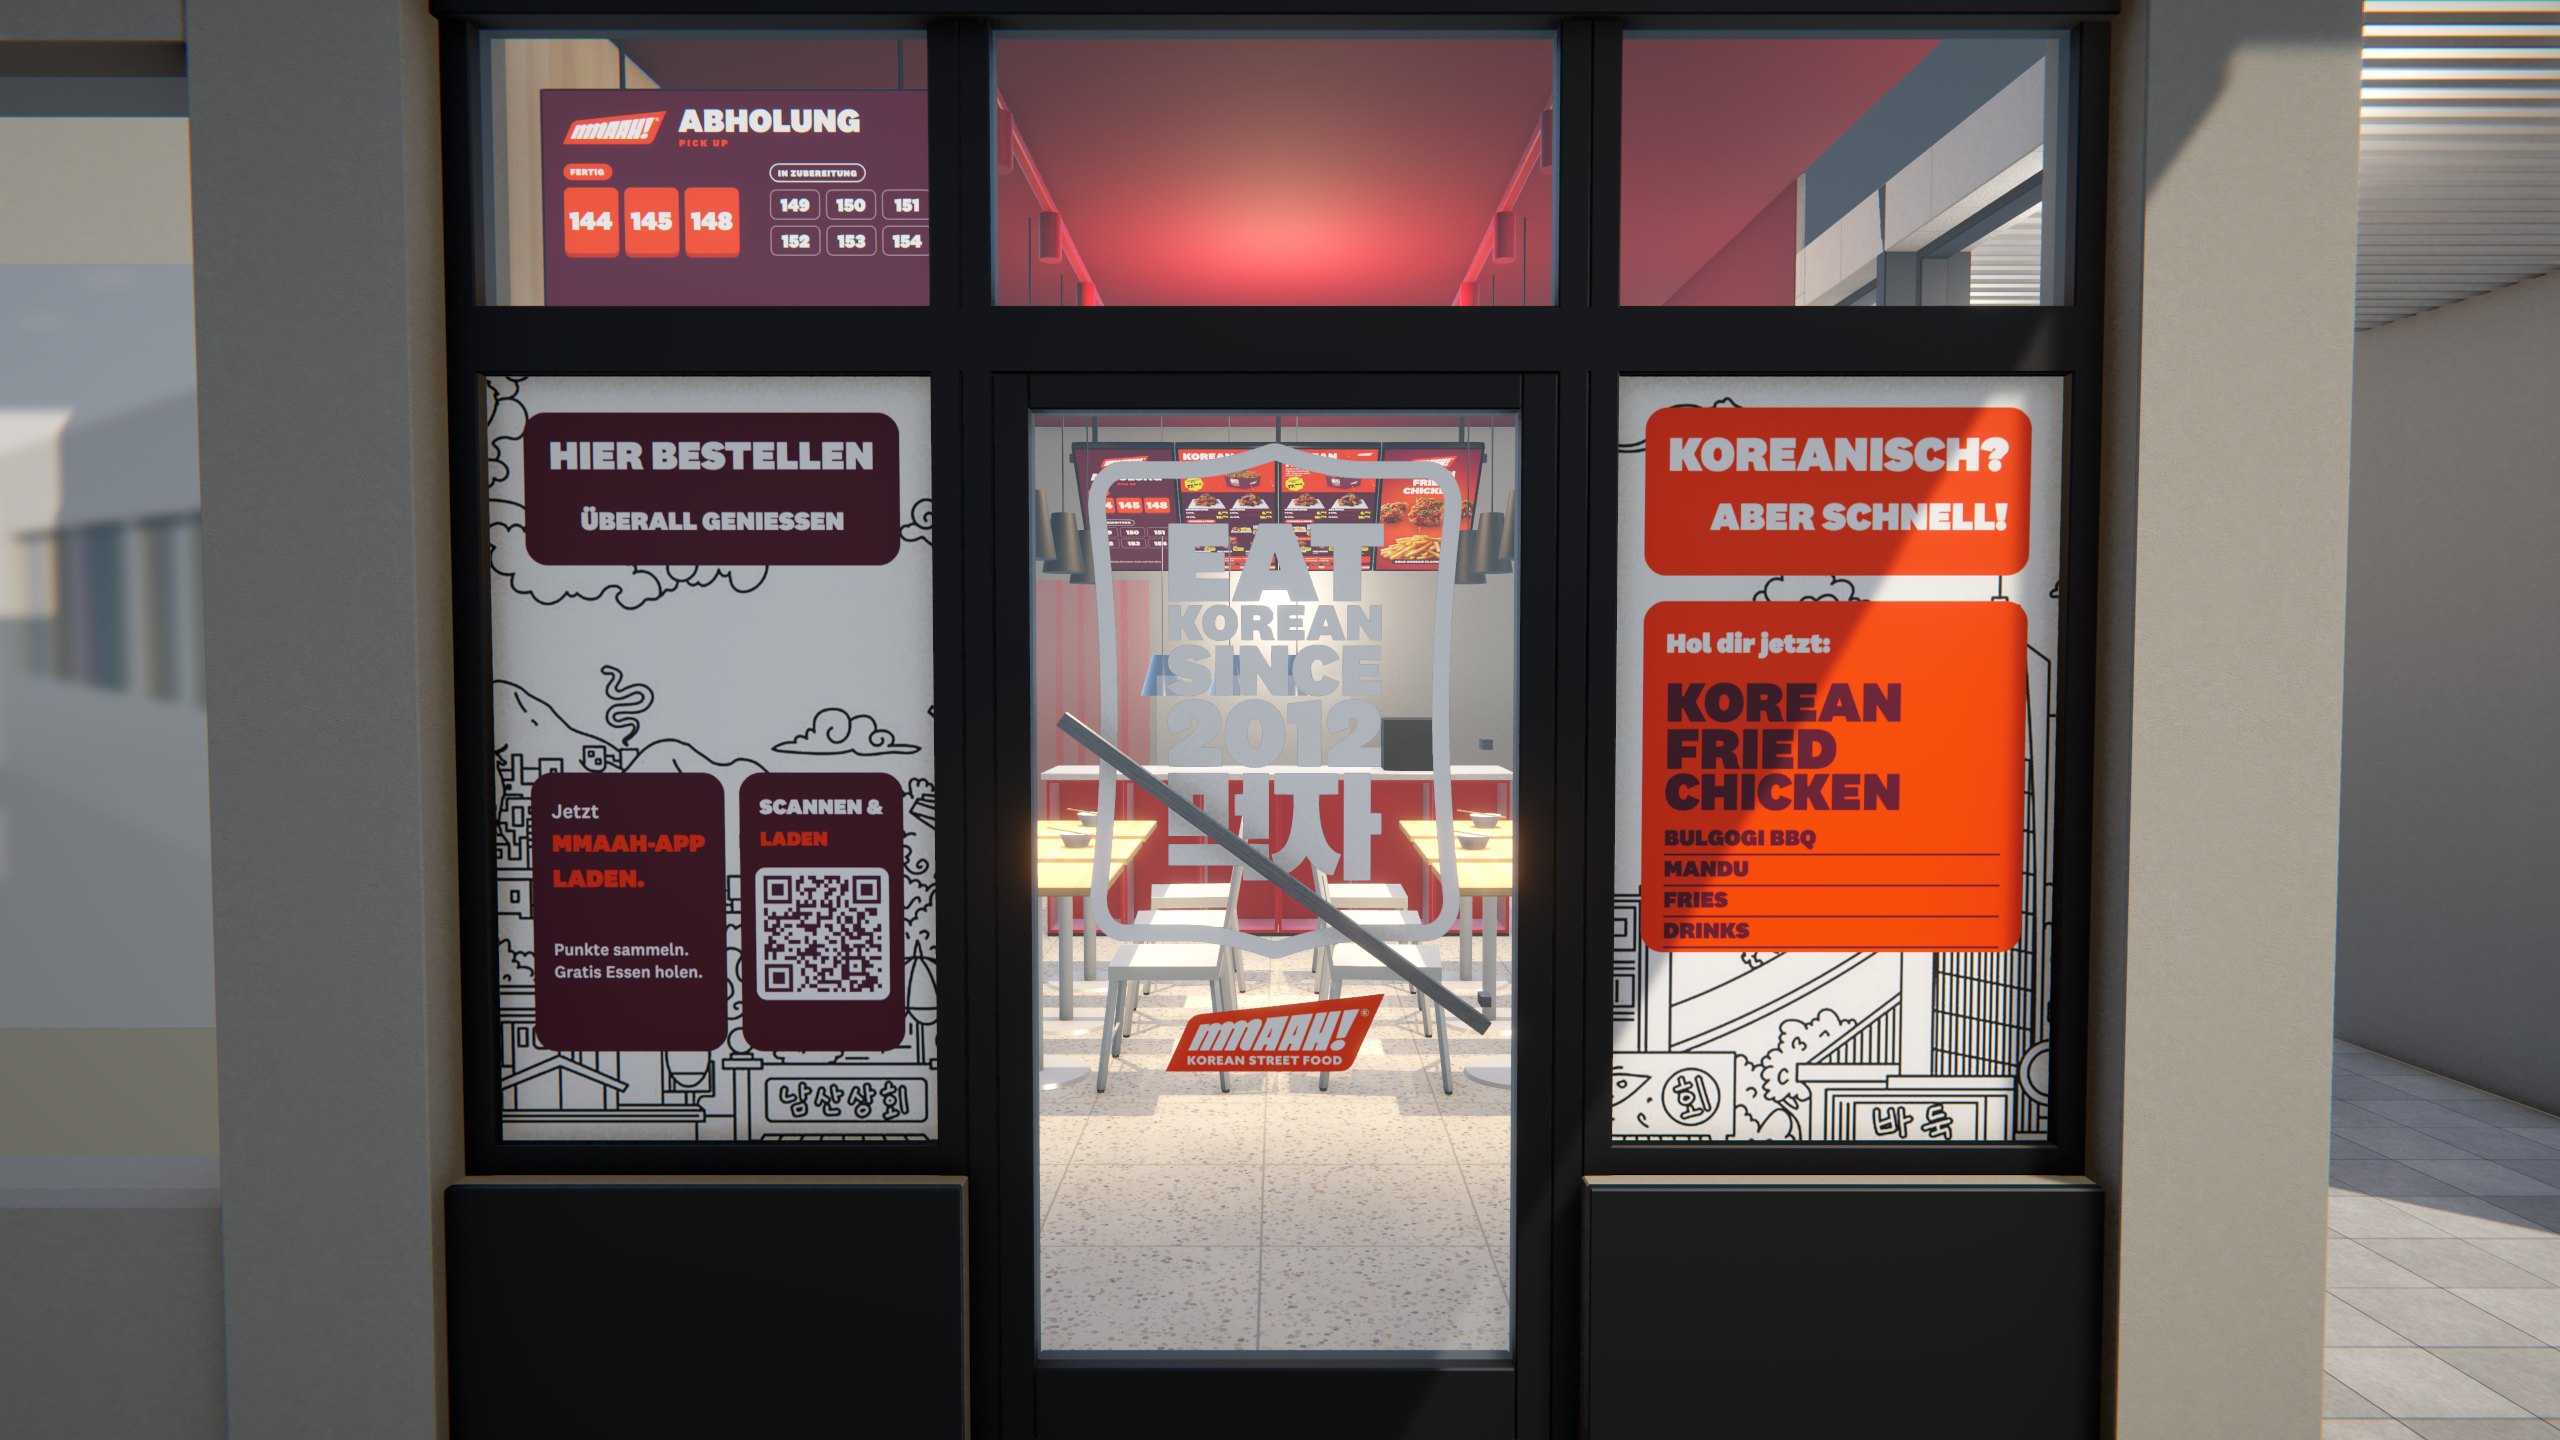 mmAAH!
ABHOLUNG
PICK UP
FERTIG
IN ZUBEREITUNG
144 145 148
149 150 151
152 153 154
HIER BESTELLEN
ÜBERALL GENIESSEN
Jetzt
MMAAH-APP
LADEN.
Punkte sammeln.
Gratis Essen holen.
SCANNEN &
LADEN
남산상회
145 148
EAT
KOREAN
SINCE
2012
먹자
mmAAH!
KOREAN STREET FOOD
KOREANISCH?
ABER SCHNELL!
Hol dir jetzt:
KOREAN
FRIED
CHICKEN
BULGOGI BBQ
MANDU
FRIES
DRINKS
회
바둑